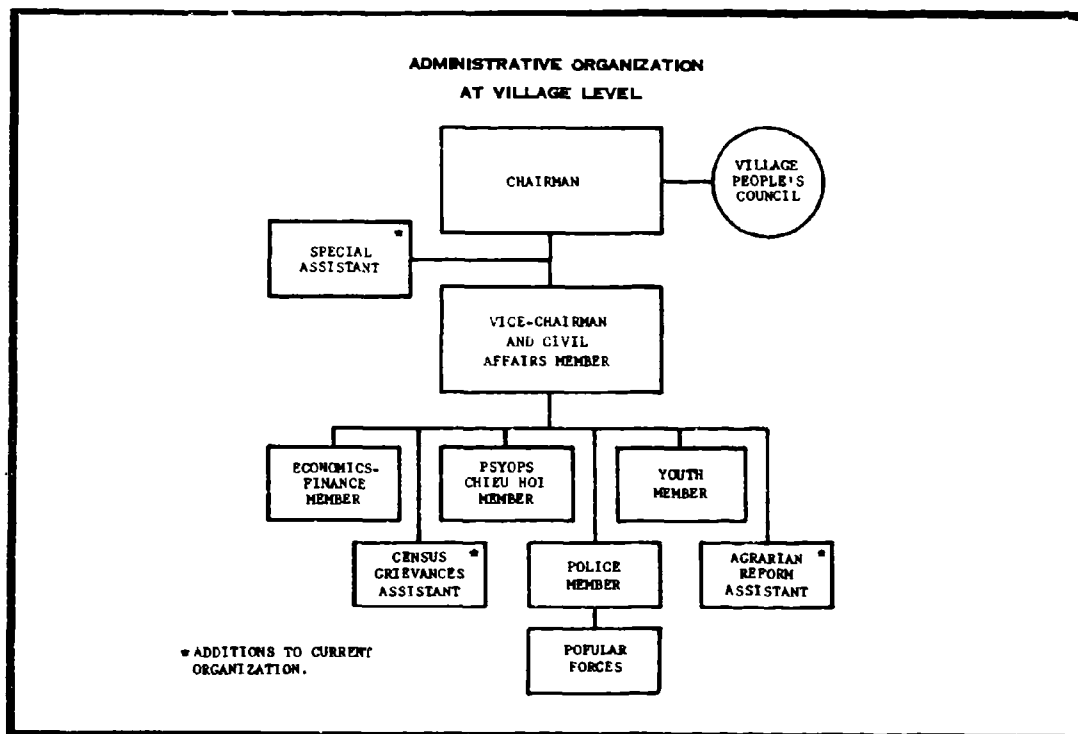 ADMINISTRATIVE ORGANIZATION
AT VILLAGE LEVEL
CHAIRMAN
VILLAGE
PEOPLE'S
COUNCIL
*
SPECIAL
ASSISTANT
VICE-CHAIRMAN
AND CIVIL
AFFAIRS MEMBER
ECONOMICS-
FINANCE
MEMBER
PSYOPS
CHIEU HOI
MEMBER
YOUTH
MEMBER
CENSUS *
GRIEVANCES
ASSISTANT
POLICE
MEMBER
AGRARIAN *
REFORM
ASSISTANT
POPULAR
FORCES
* ADDITIONS TO CURRENT
ORGANIZATION.